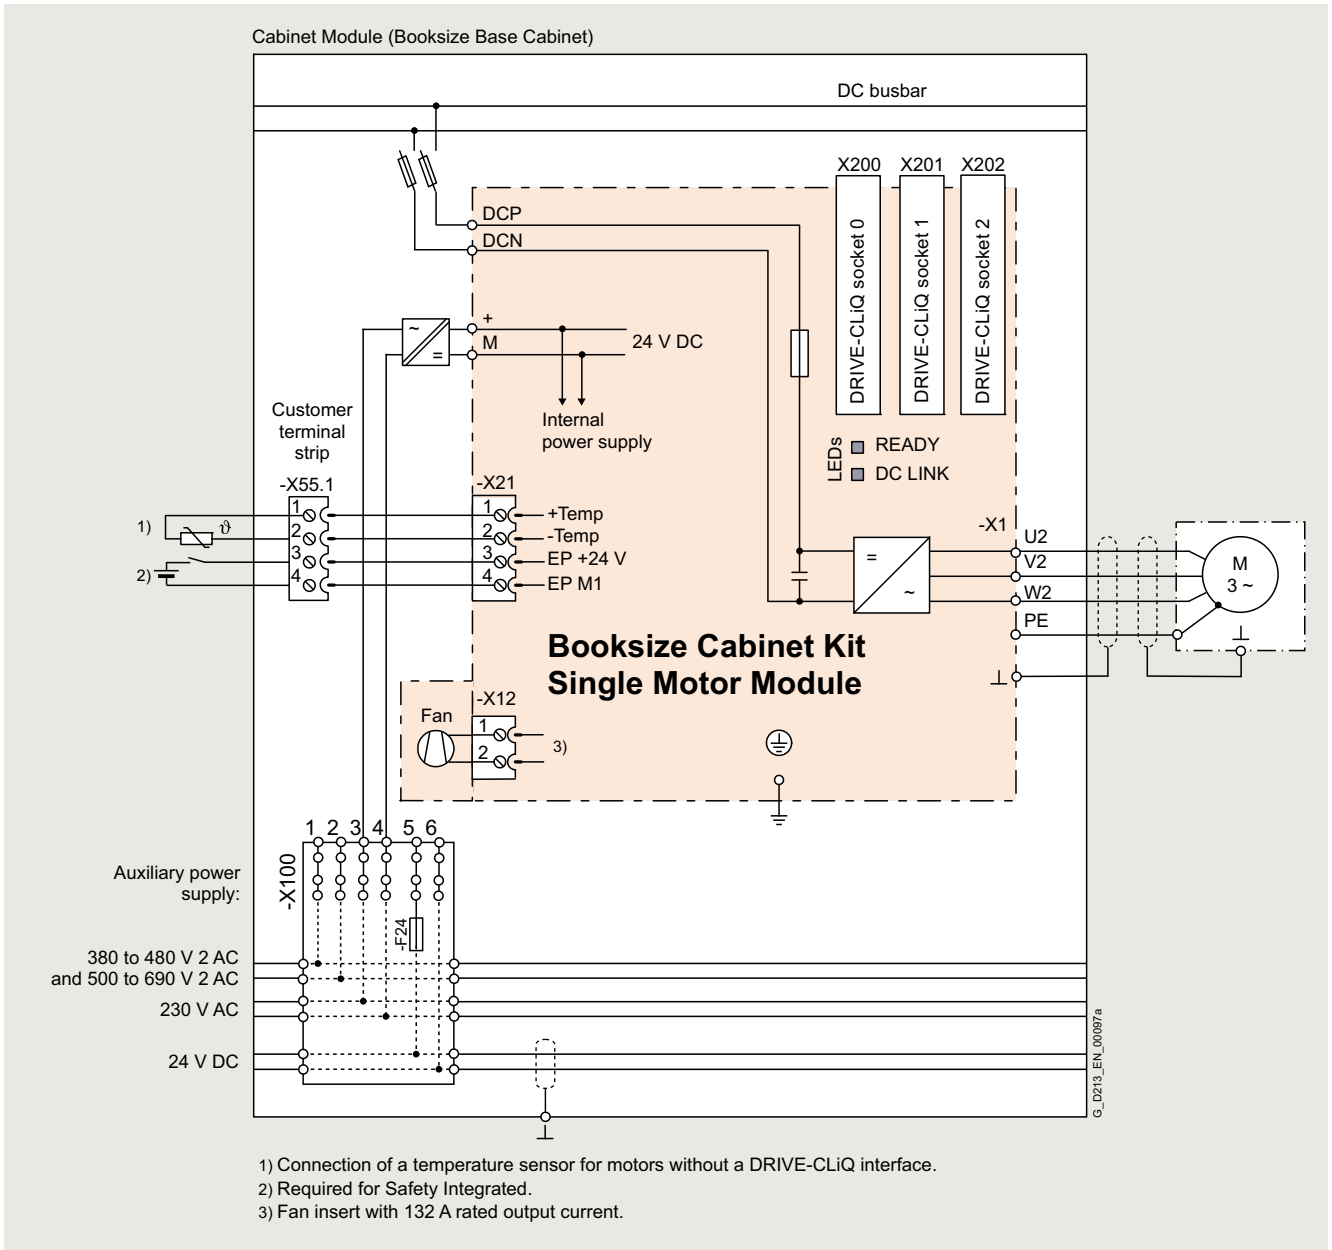 Cabinet Module (Booksize Base Cabinet)
DC busbar
X200
X201
X202
DCP
DCN
DRIVE-CLiQ socket 0
DRIVE-CLiQ socket 1
DRIVE-CLiQ socket 2
+
~
=
M
24 V DC
Internal
power supply
LEDs
READY
DC LINK
Customer
terminal
strip
-X55.1
-X21
1)
1
2
3
4
ϑ
2)
1
2
3
4
+Temp
-Temp
EP +24 V
EP M1
-X1
=
~
U2
V2
W2
PE
M
3 ~
Booksize Cabinet Kit
Single Motor Module
Fan
-X12
1
2
3)
1 2 3 4 5 6
-X100
Auxiliary power
supply:
-F24
380 to 480 V 2 AC
and 500 to 690 V 2 AC
230 V AC
24 V DC
G_D213_EN_00097a
1) Connection of a temperature sensor for motors without a DRIVE-CLiQ interface.
2) Required for Safety Integrated.
3) Fan insert with 132 A rated output current.